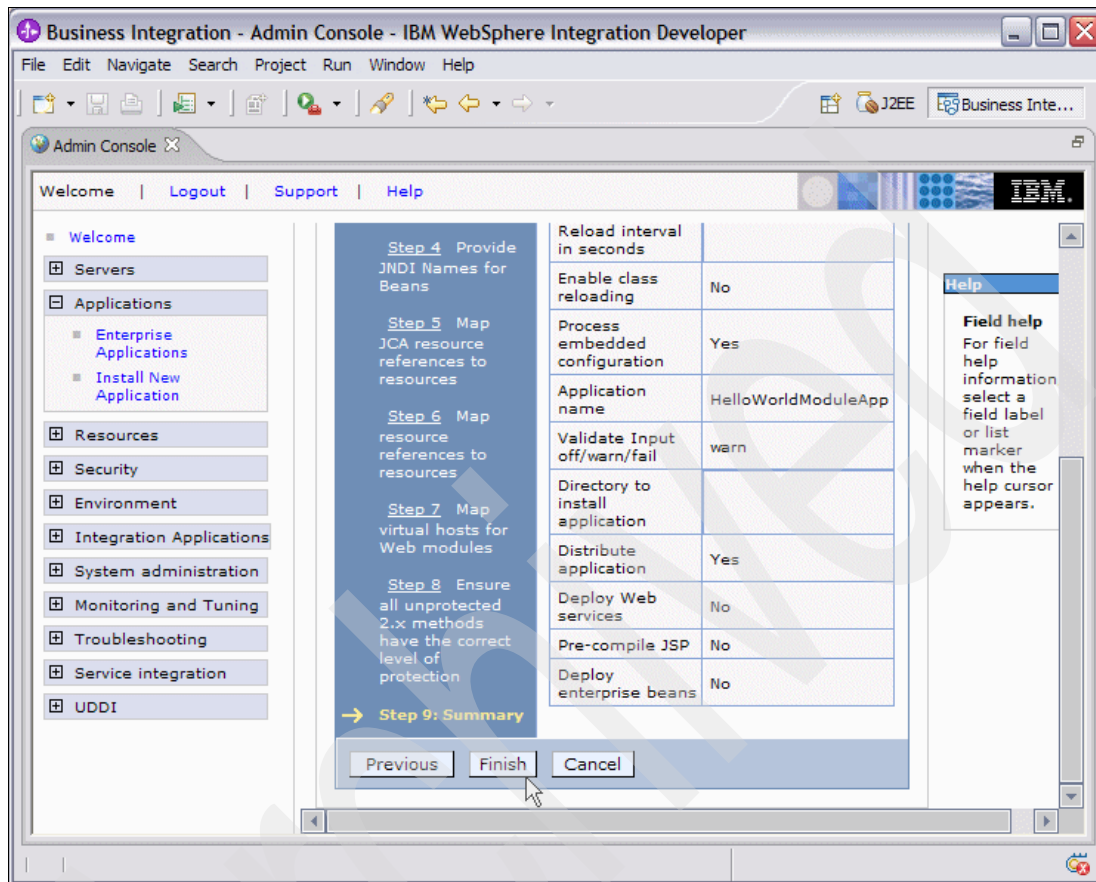 Business Integration - Admin Console - IBM WebSphere Integration Developer
File Edit Navigate Search Project Run Window Help
J2EE
Business Inte...
Admin Console
Welcome | Logout | Support | Help
IBM.
Welcome
Servers
Applications
Enterprise
Applications
Install New
Application
Resources
Security
Environment
Integration Applications
System administration
Monitoring and Tuning
Troubleshooting
Service integration
UDDI
Step 4 Provide
JNDI Names for
Beans
Step 5 Map
JCA resource
references to
resources
Step 6 Map
resource
references to
resources
Step 7 Map
virtual hosts for
Web modules
Step 8 Ensure
all unprotected
2.x methods
have the correct
level of
protection
Step 9: Summary
Reload interval
in seconds
Enable class
reloading
No
Process
embedded
configuration
Yes
Application
name
HelloWorldModuleApp
Validate Input
off/warn/fail
warn
Directory to
install
application
Distribute
application
Yes
Deploy Web
services
No
Pre-compile JSP
No
Deploy
enterprise beans
No
Previous
Finish
Cancel
Help
Field help
For field
help
information
select a
field label
or list
marker
when the
help cursor
appears.